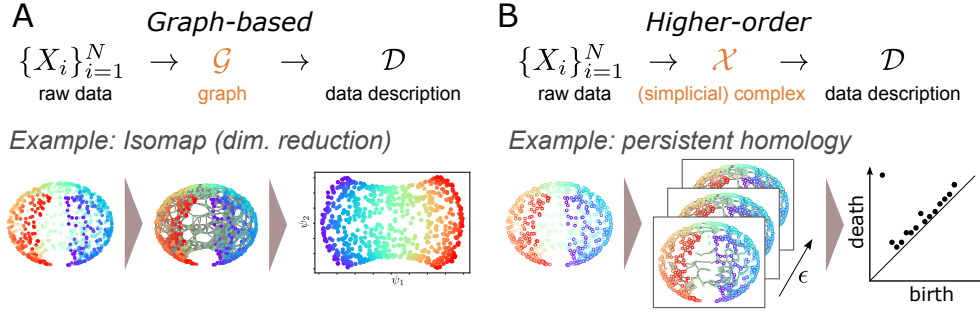 A
Graph-based
{X_i}_{i=1}^N → 𝒢 → 𝒟
raw data graph data description
Example: Isomap (dim. reduction)
ψ_2
ψ_1
B
Higher-order
{X_i}_{i=1}^N → 𝒳 → 𝒟
raw data (simplicial) complex data description
Example: persistent homology
ϵ
death
birth